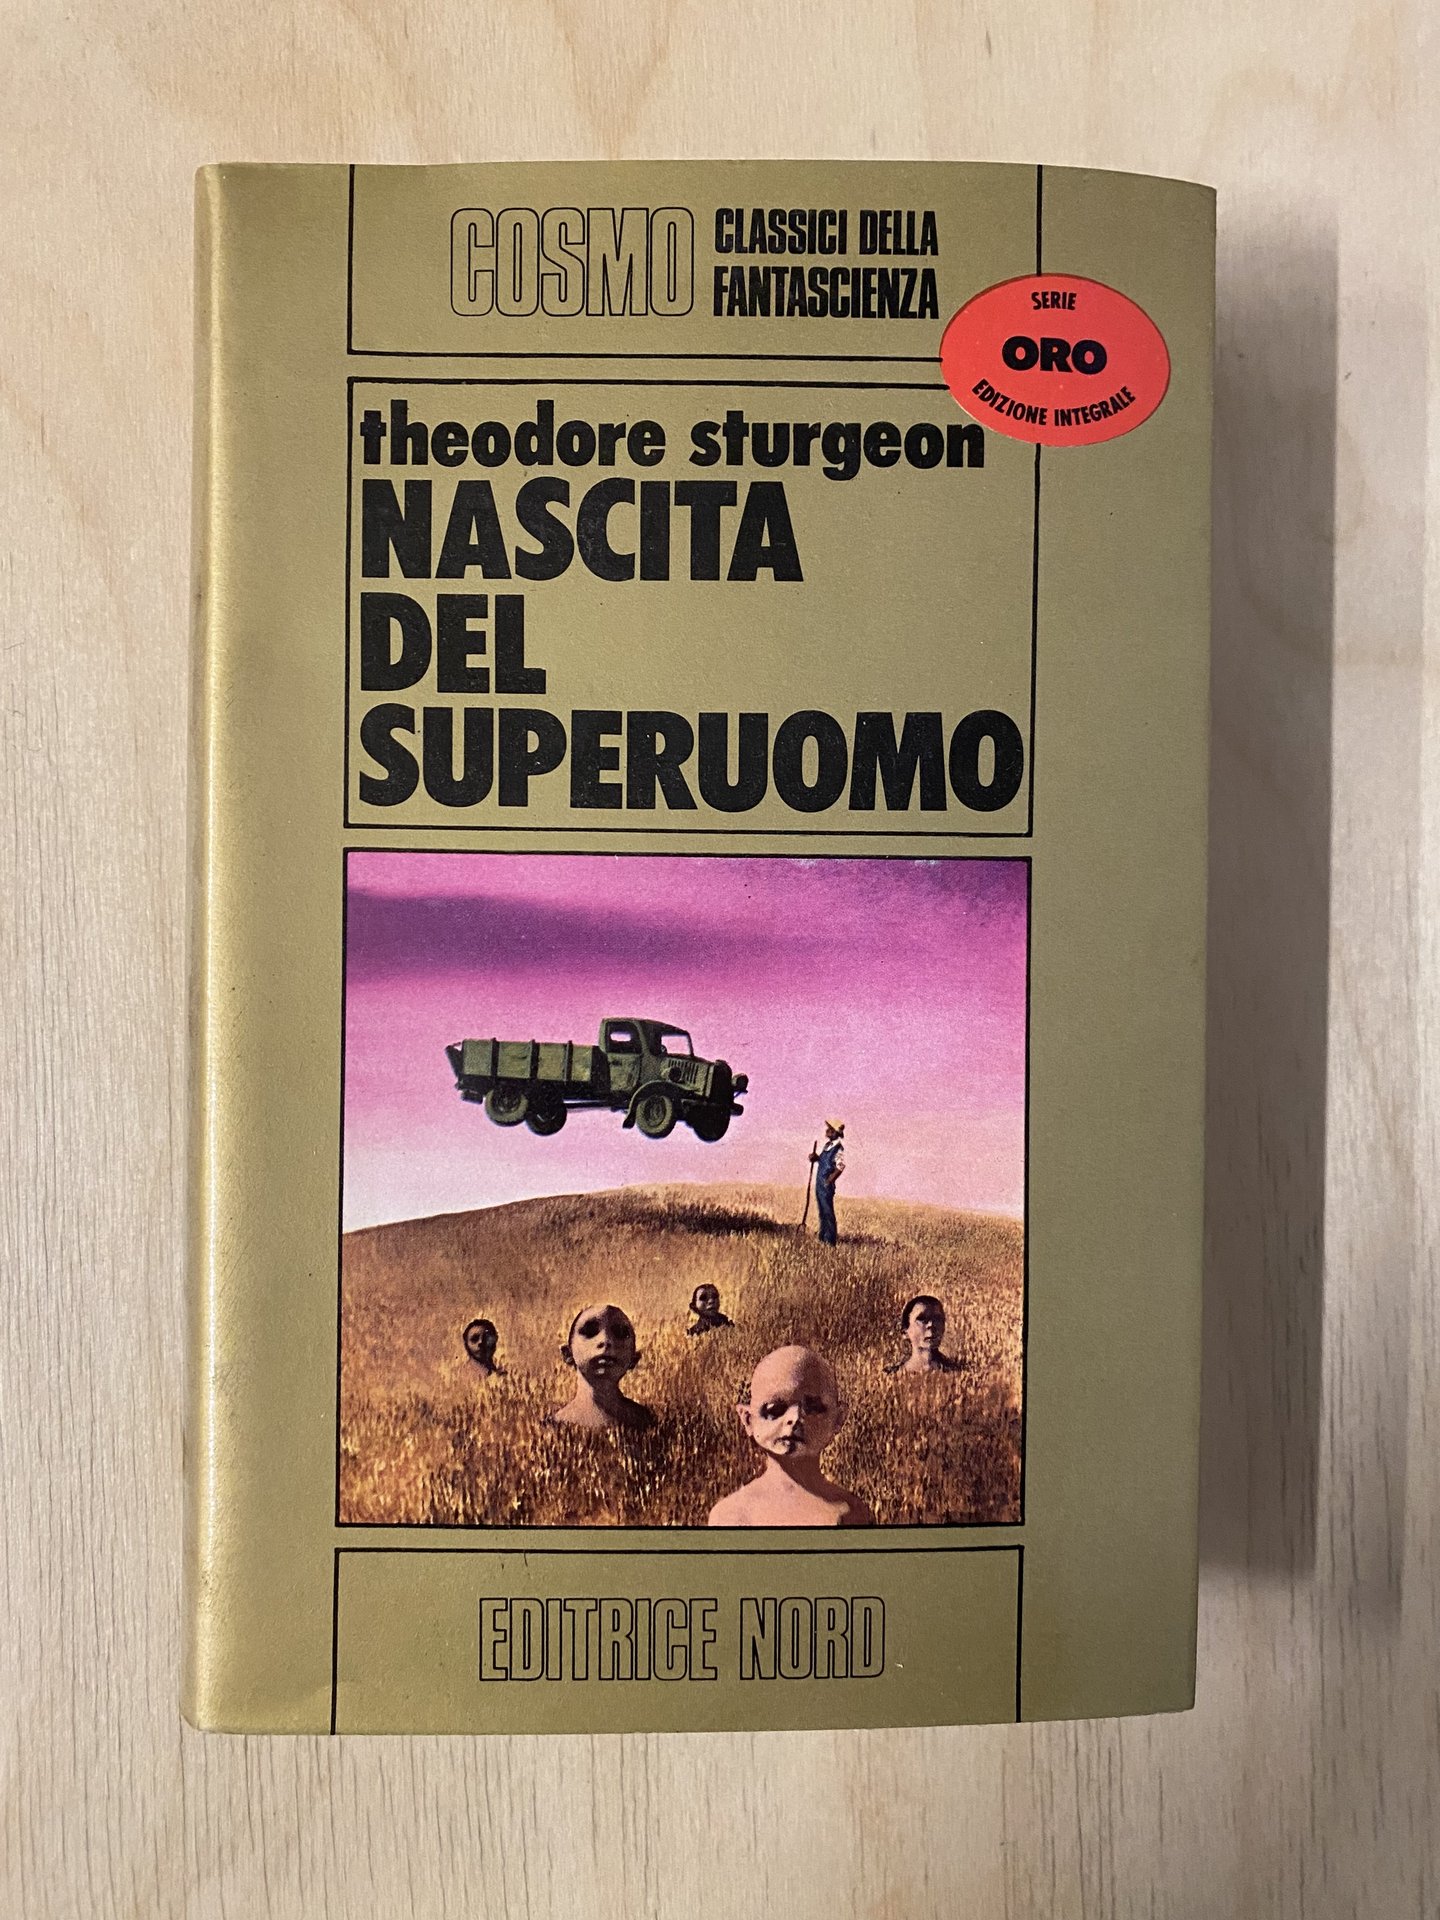 COSMO
CLASSICI DELLA
FANTASCIENZA
SERIE
ORO
EDIZIONE INTEGRALE
theodore sturgeon
NASCITA
DEL
SUPERUOMO
EDITRICE NORD